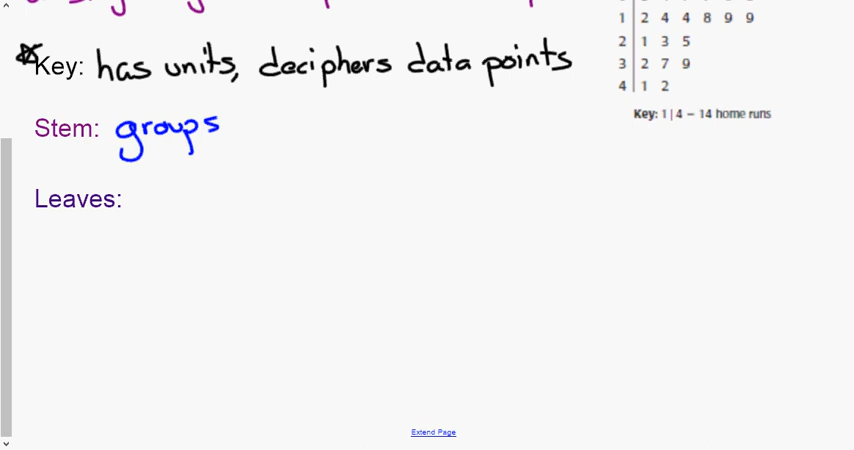 1 | 2 4 4 8 9 9
2 | 1 3 5
3 | 2 7 9
4 | 1 2
Key: 1 | 4 – 14 home runs
Key: has units, deciphers data points
Stem: groups
Leaves:
Extend Page